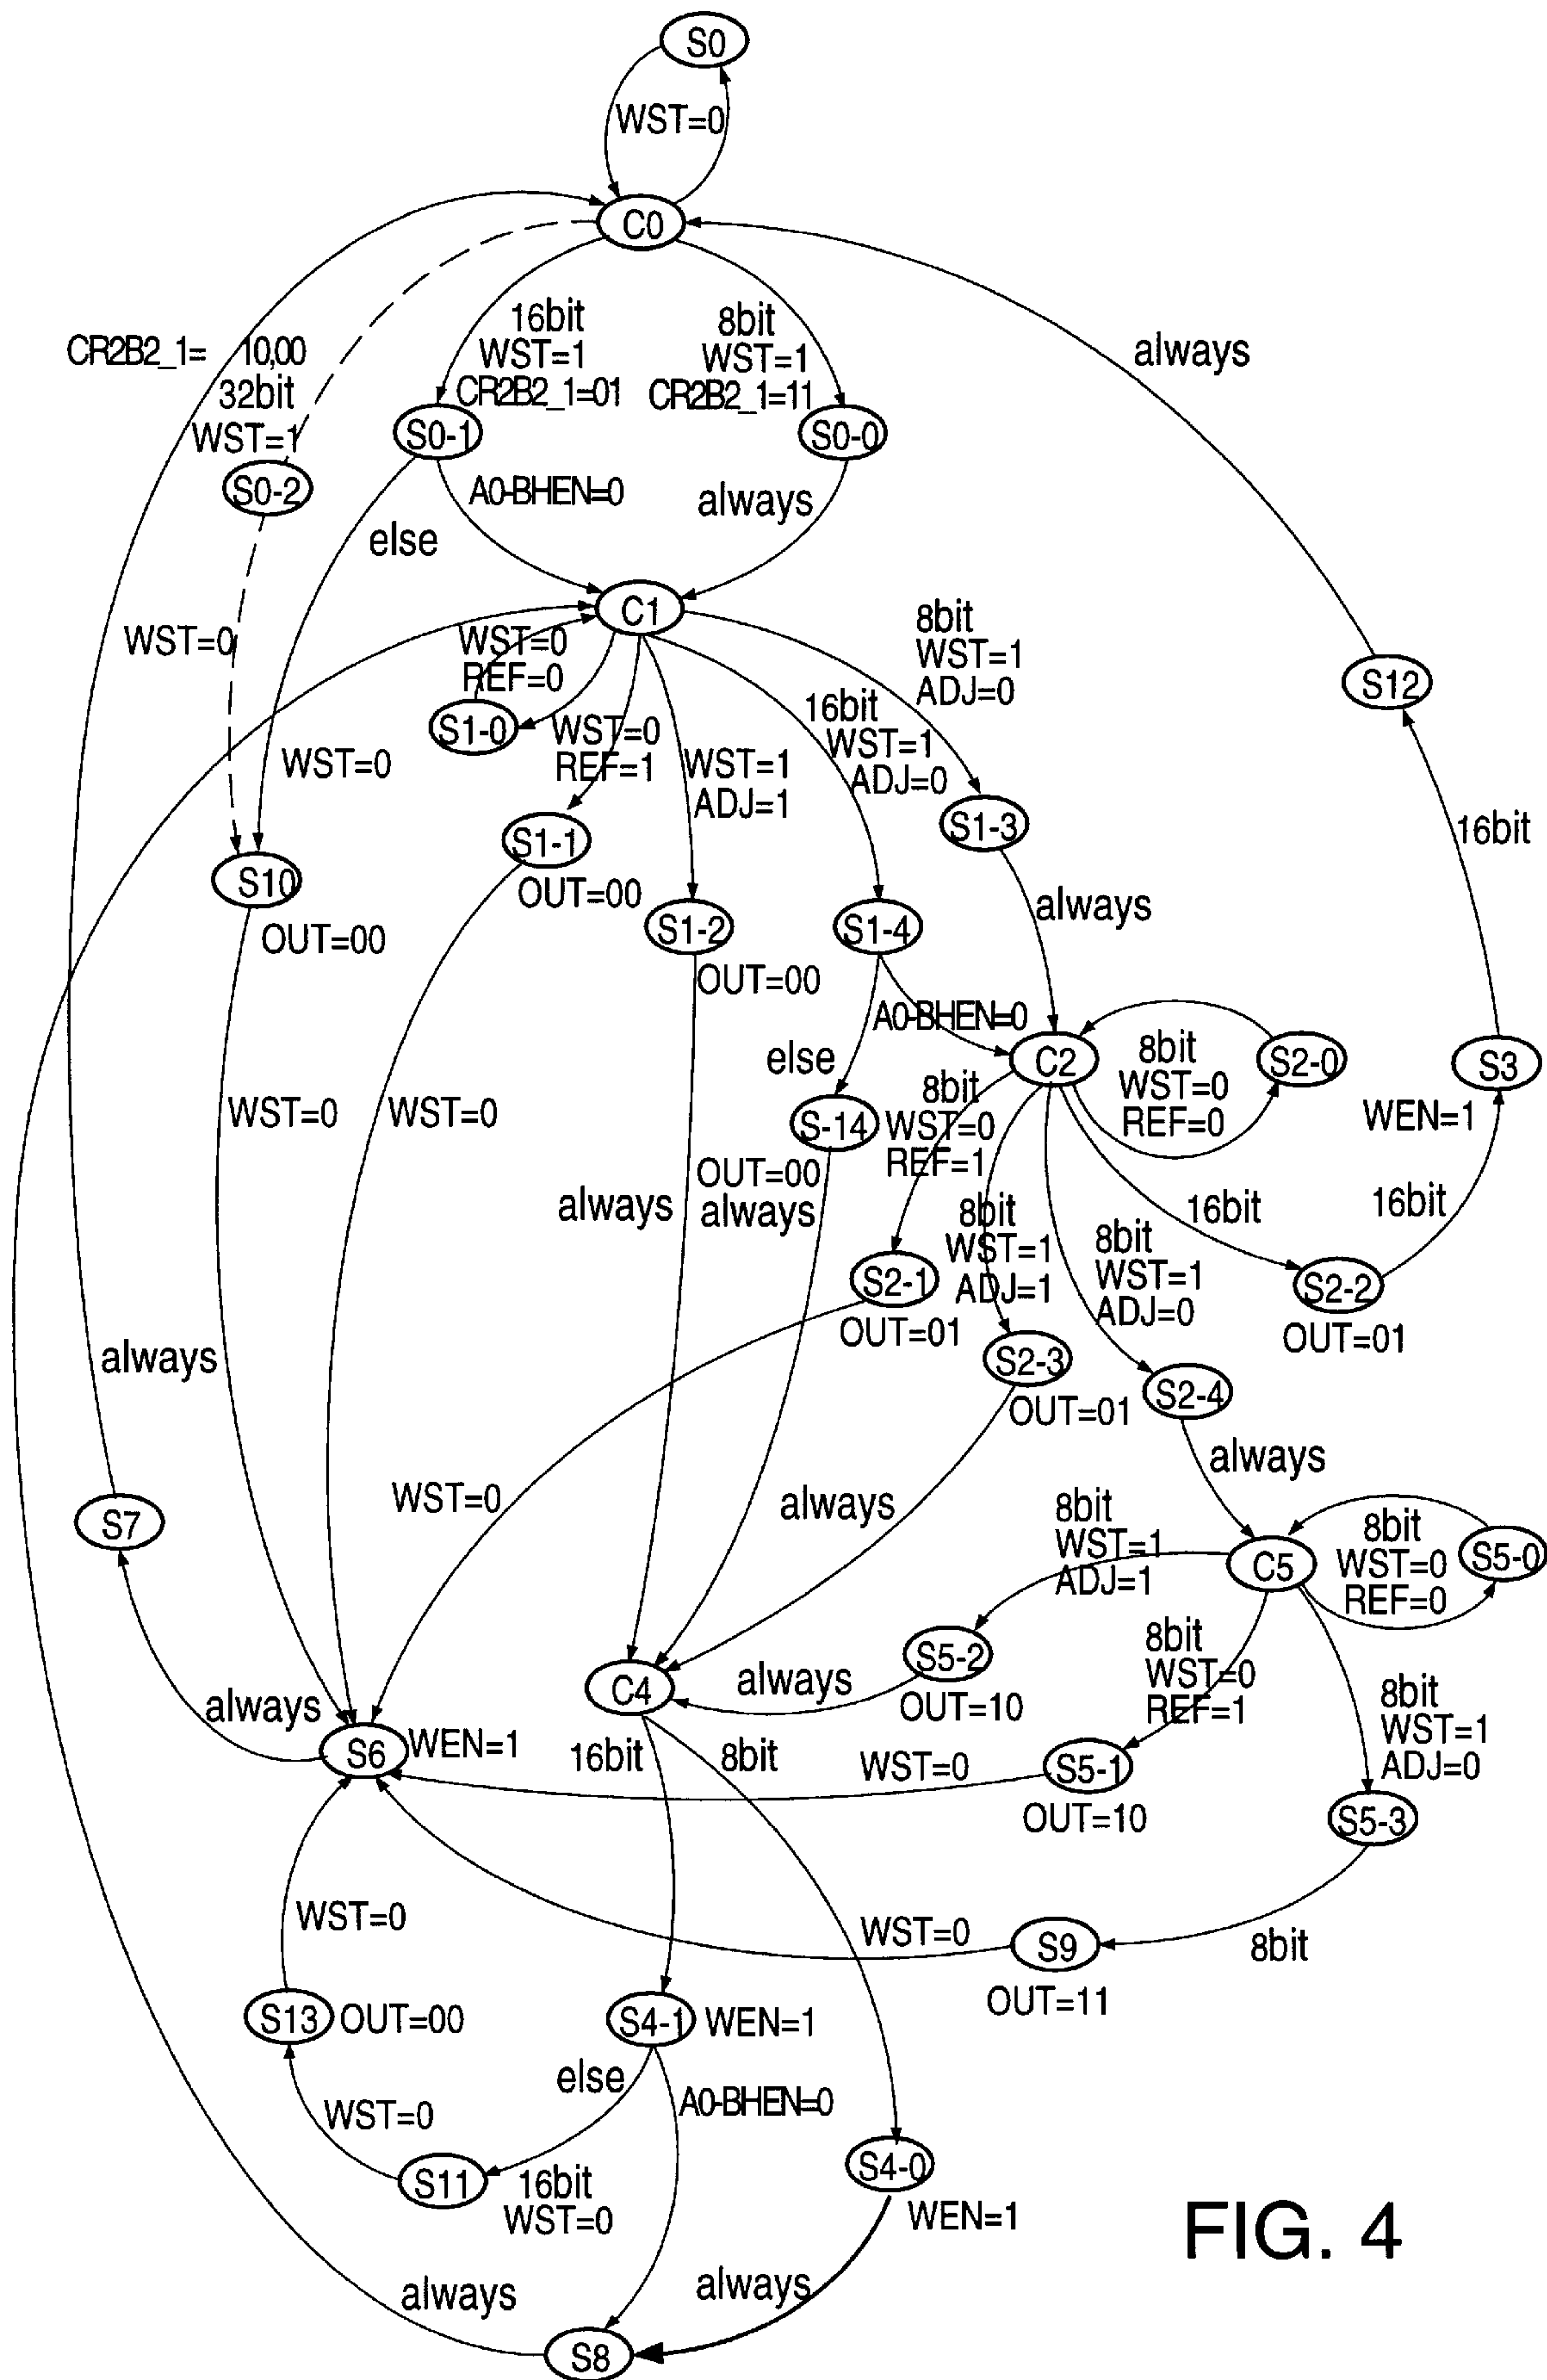 S0
WST=0
C0
16bit
WST=1
CR2B2_1=01
8bit
WST=1
CR2B2_1=11
CR2B2_1= 10,00
32bit
WST=1
always
S0-1
S0-0
S0-2
A0-BHEN=0
always
else
C1
WST=0
WST=0
REF=0
8bit
WST=1
ADJ=0
S12
S1-0
WST=0
REF=1
16bit
WST=1
ADJ=0
WST=0
WST=1
ADJ=1
S1-3
16bit
S1-1
OUT=00
S10
OUT=00
always
S1-2
OUT=00
S1-4
A0-BHEN=0
else
C2
8bit
WST=0
REF=0
S2-0
S3
WEN=1
8bit
WST=0
REF=1
WST=0
WST=0
S-14
OUT=00
always
always
8bit
WST=1
ADJ=1
8bit
WST=1
ADJ=0
16bit
16bit
S2-1
OUT=01
S2-2
OUT=01
always
S2-3
OUT=01
S2-4
always
WST=0
always
S7
8bit
WST=1
ADJ=1
C5
8bit
WST=0
REF=0
S5-0
8bit
WST=0
REF=1
S5-2
OUT=10
always
C4
8bit
WST=1
ADJ=0
always
S6
WEN=1
16bit
8bit
WST=0
S5-1
OUT=10
S5-3
WST=0
WST=0
S9
OUT=11
8bit
S13
OUT=00
S4-1
WEN=1
else
A0-BHEN=0
WST=0
S11
16bit
WST=0
S4-0
WEN=1
always
always
S8
FIG. 4